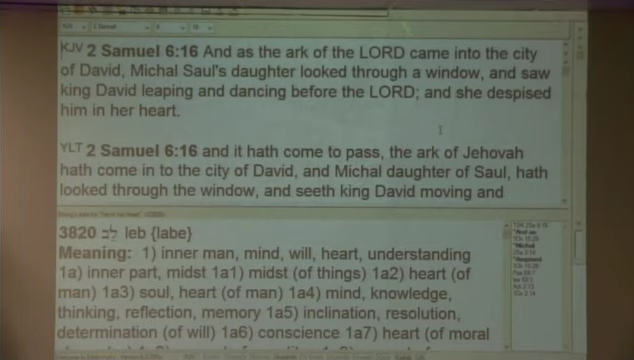 KJV 2 Samuel 6:16 And as the ark of the LORD came into the city
of David, Michal Saul's daughter looked through a window, and saw
king David leaping and dancing before the LORD; and she despised
him in her heart.
YLT 2 Samuel 6:16 and it hath come to pass, the ark of Jehovah
hath come in to the city of David, and Michal daughter of Saul, hath
looked through the window, and seeth king David moving and
3820 לב leb {labe}
Meaning: 1) inner man, mind, will, heart, understanding
1a) inner part, midst 1a1) midst (of things) 1a2) heart (of
man) 1a3) soul, heart (of man) 1a4) mind, knowledge,
thinking, reflection, memory 1a5) inclination, resolution,
determination (of will) 1a6) conscience 1a7) heart (of moral